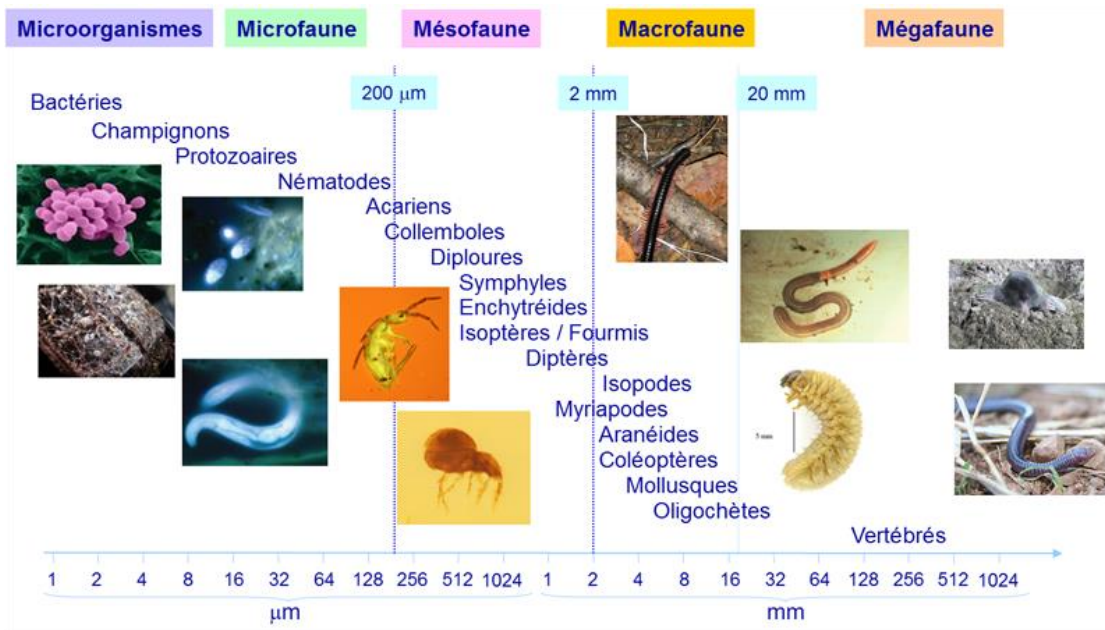 Microorganismes
Microfaune
Mésofaune
Macrofaune
Mégafaune
200 μm
2 mm
20 mm
Bactéries
Champignons
Protozoaires
Nématodes
Acariens
Collemboles
Diploures
Symphyles
Enchytréides
Isoptères / Fourmis
Diptères
Isopodes
Myriapodes
Aranéides
Coléoptères
Mollusques
Oligochètes
Vertébrés
5 mm
1 2 4 8 16 32 64 128 256 512 1024 1 2 4 8 16 32 64 128 256 512 1024
μm
mm